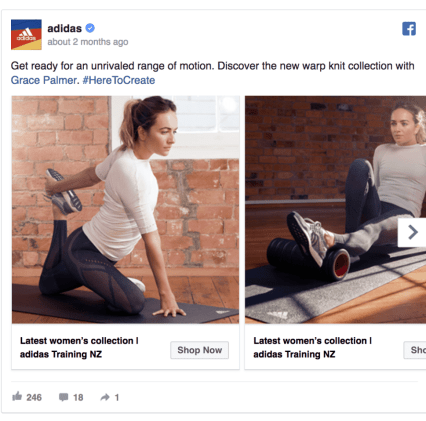 adidas
about 2 months ago
Get ready for an unrivaled range of motion. Discover the new warp knit collection with
Grace Palmer. #HereToCreate
Latest women's collection |
adidas Training NZ
Shop Now
Latest women's collection |
adidas Training NZ
Sho
246 18 1